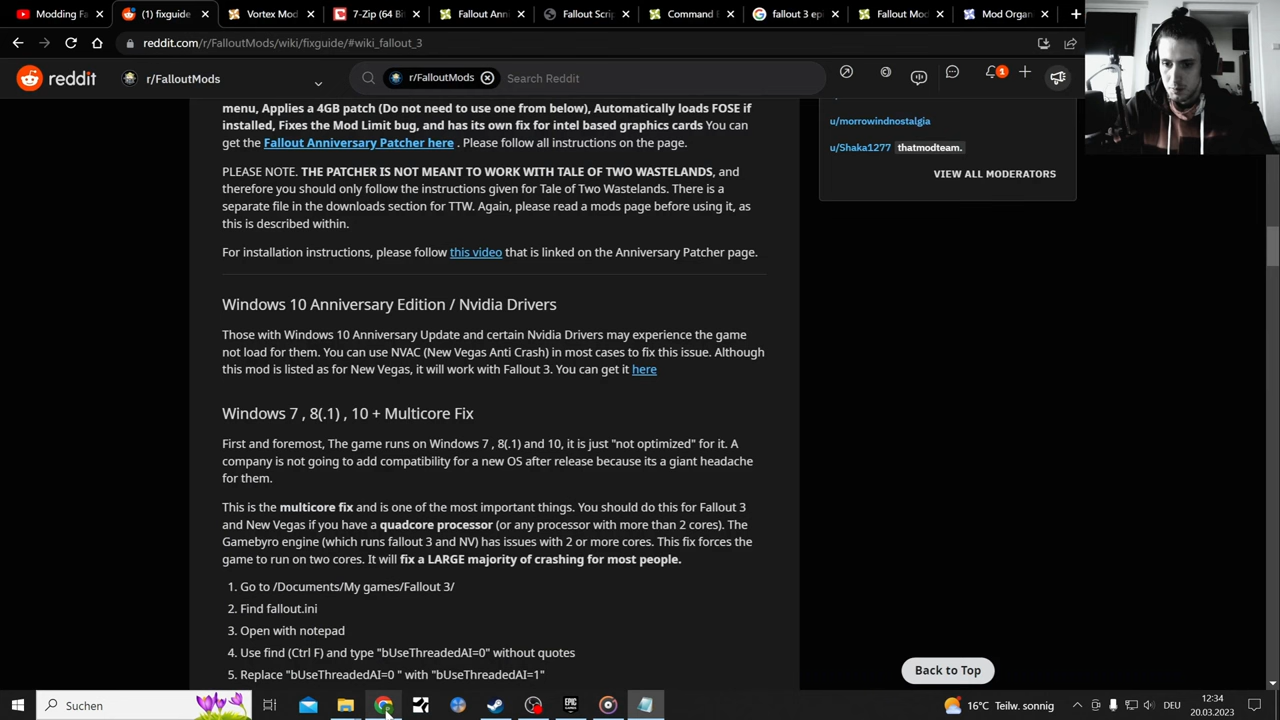 Modding Fa
(1) fixguide
Vortex Mod
7-Zip (64 Bi
Fallout Ann
Fallout Scrip
Command E
fallout 3 epi
Fallout Mod
Mod Organ
reddit.com/r/FalloutMods/wiki/fixguide/#wiki_fallout_3
reddit
r/FalloutMods
r/FalloutMods
Search Reddit
1
menu, Applies a 4GB patch (Do not need to use one from below), Automatically loads FOSE if
installed, Fixes the Mod Limit bug, and has its own fix for intel based graphics cards You can
get the Fallout Anniversary Patcher here . Please follow all instructions on the page.
PLEASE NOTE. THE PATCHER IS NOT MEANT TO WORK WITH TALE OF TWO WASTELANDS, and
therefore you should only follow the instructions given for Tale of Two Wastelands. There is a
separate file in the downloads section for TTW. Again, please read a mods page before using it, as
this is described within.
For installation instructions, please follow this video that is linked on the Anniversary Patcher page.
u/morrowindnostalgia
u/Shaka1277 thatmodteam.
VIEW ALL MODERATORS
Windows 10 Anniversary Edition / Nvidia Drivers
Those with Windows 10 Anniversary Update and certain Nvidia Drivers may experience the game
not load for them. You can use NVAC (New Vegas Anti Crash) in most cases to fix this issue. Although
this mod is listed as for New Vegas, it will work with Fallout 3. You can get it here
Windows 7 , 8(.1) , 10 + Multicore Fix
First and foremost, The game runs on Windows 7 , 8(.1) and 10, it is just "not optimized" for it. A
company is not going to add compatibility for a new OS after release because its a giant headache
for them.
This is the multicore fix and is one of the most important things. You should do this for Fallout 3
and New Vegas if you have a quadcore processor (or any processor with more than 2 cores). The
Gamebyro engine (which runs fallout 3 and NV) has issues with 2 or more cores. This fix forces the
game to run on two cores. It will fix a LARGE majority of crashing for most people.
1. Go to /Documents/My games/Fallout 3/
2. Find fallout.ini
3. Open with notepad
4. Use find (Ctrl F) and type "bUseThreadedAI=0" without quotes
5. Replace "bUseThreadedAI=0 " with "bUseThreadedAI=1"
Back to Top
Suchen
16°C Teilw. sonnig
DEU
12:34
20.03.2023